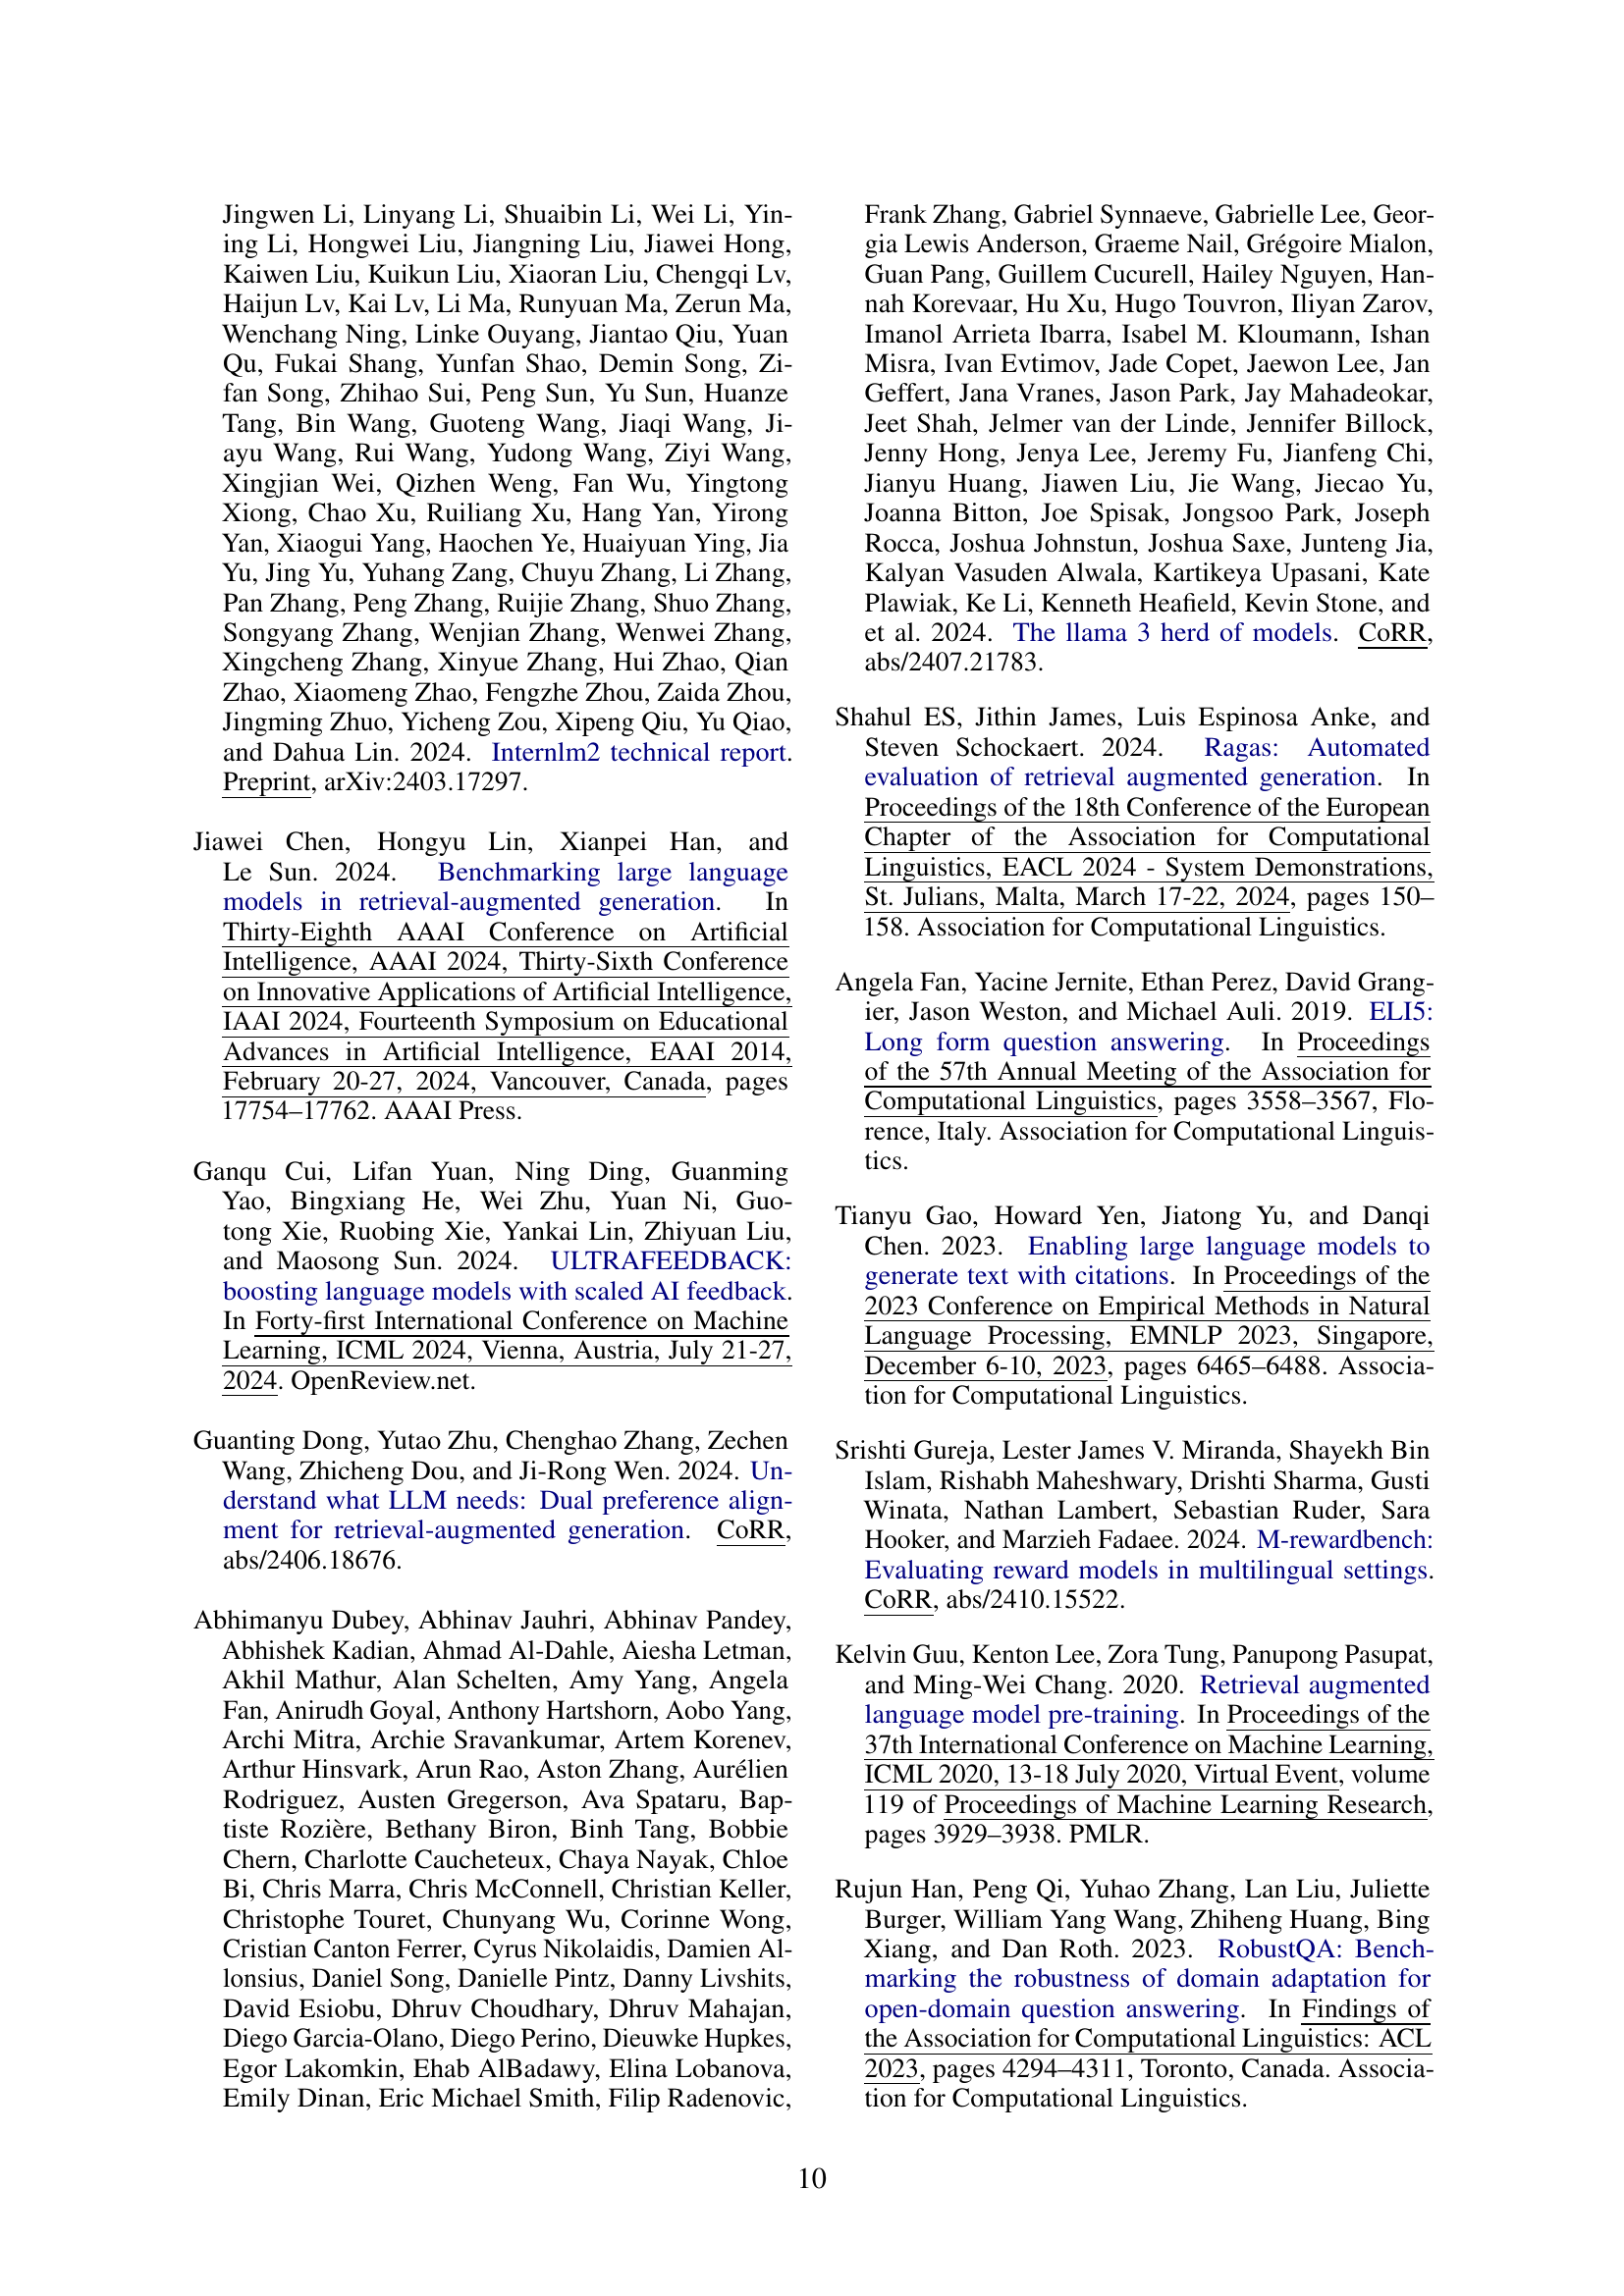 Jingwen Li, Linyang Li, Shuaibin Li, Wei Li, Yin-
ing Li, Hongwei Liu, Jiangning Liu, Jiawei Hong,
Kaiwen Liu, Kuikun Liu, Xiaoran Liu, Chengqi Lv,
Haijun Lv, Kai Lv, Li Ma, Runyuan Ma, Zerun Ma,
Wenchang Ning, Linke Ouyang, Jiantao Qiu, Yuan
Qu, Fukai Shang, Yunfan Shao, Demin Song, Zi-
fan Song, Zhihao Sui, Peng Sun, Yu Sun, Huanze
Tang, Bin Wang, Guoteng Wang, Jiaqi Wang, Ji-
ayu Wang, Rui Wang, Yudong Wang, Ziyi Wang,
Xingjian Wei, Qizhen Weng, Fan Wu, Yingtong
Xiong, Chao Xu, Ruiliang Xu, Hang Yan, Yirong
Yan, Xiaogui Yang, Haochen Ye, Huaiyuan Ying, Jia
Yu, Jing Yu, Yuhang Zang, Chuyu Zhang, Li Zhang,
Pan Zhang, Peng Zhang, Ruijie Zhang, Shuo Zhang,
Songyang Zhang, Wenjian Zhang, Wenwei Zhang,
Xingcheng Zhang, Xinyue Zhang, Hui Zhao, Qian
Zhao, Xiaomeng Zhao, Fengzhe Zhou, Zaida Zhou,
Jingming Zhuo, Yicheng Zou, Xipeng Qiu, Yu Qiao,
and Dahua Lin. 2024. Internlm2 technical report.
Preprint, arXiv:2403.17297.
Jiawei Chen, Hongyu Lin, Xianpei Han, and
Le Sun. 2024. Benchmarking large language
models in retrieval-augmented generation. In
Thirty-Eighth AAAI Conference on Artificial
Intelligence, AAAI 2024, Thirty-Sixth Conference
on Innovative Applications of Artificial Intelligence,
IAAI 2024, Fourteenth Symposium on Educational
Advances in Artificial Intelligence, EAAI 2014,
February 20-27, 2024, Vancouver, Canada, pages
17754–17762. AAAI Press.
Ganqu Cui, Lifan Yuan, Ning Ding, Guanming
Yao, Bingxiang He, Wei Zhu, Yuan Ni, Guo-
tong Xie, Ruobing Xie, Yankai Lin, Zhiyuan Liu,
and Maosong Sun. 2024. ULTRAFEEDBACK:
boosting language models with scaled AI feedback.
In Forty-first International Conference on Machine
Learning, ICML 2024, Vienna, Austria, July 21-27,
2024. OpenReview.net.
Guanting Dong, Yutao Zhu, Chenghao Zhang, Zechen
Wang, Zhicheng Dou, and Ji-Rong Wen. 2024. Un-
derstand what LLM needs: Dual preference align-
ment for retrieval-augmented generation. CoRR,
abs/2406.18676.
Abhimanyu Dubey, Abhinav Jauhri, Abhinav Pandey,
Abhishek Kadian, Ahmad Al-Dahle, Aiesha Letman,
Akhil Mathur, Alan Schelten, Amy Yang, Angela
Fan, Anirudh Goyal, Anthony Hartshorn, Aobo Yang,
Archi Mitra, Archie Sravankumar, Artem Korenev,
Arthur Hinsvark, Arun Rao, Aston Zhang, Aurélien
Rodriguez, Austen Gregerson, Ava Spataru, Bap-
tiste Rozière, Bethany Biron, Binh Tang, Bobbie
Chern, Charlotte Caucheteux, Chaya Nayak, Chloe
Bi, Chris Marra, Chris McConnell, Christian Keller,
Christophe Touret, Chunyang Wu, Corinne Wong,
Cristian Canton Ferrer, Cyrus Nikolaidis, Damien Al-
lonsius, Daniel Song, Danielle Pintz, Danny Livshits,
David Esiobu, Dhruv Choudhary, Dhruv Mahajan,
Diego Garcia-Olano, Diego Perino, Dieuwke Hupkes,
Egor Lakomkin, Ehab AlBadawy, Elina Lobanova,
Emily Dinan, Eric Michael Smith, Filip Radenovic,
Frank Zhang, Gabriel Synnaeve, Gabrielle Lee, Geor-
gia Lewis Anderson, Graeme Nail, Grégoire Mialon,
Guan Pang, Guillem Cucurell, Hailey Nguyen, Han-
nah Korevaar, Hu Xu, Hugo Touvron, Iliyan Zarov,
Imanol Arrieta Ibarra, Isabel M. Kloumann, Ishan
Misra, Ivan Evtimov, Jade Copet, Jaewon Lee, Jan
Geffert, Jana Vranes, Jason Park, Jay Mahadeokar,
Jeet Shah, Jelmer van der Linde, Jennifer Billock,
Jenny Hong, Jenya Lee, Jeremy Fu, Jianfeng Chi,
Jianyu Huang, Jiawen Liu, Jie Wang, Jiecao Yu,
Joanna Bitton, Joe Spisak, Jongsoo Park, Joseph
Rocca, Joshua Johnstun, Joshua Saxe, Junteng Jia,
Kalyan Vasuden Alwala, Kartikeya Upasani, Kate
Plawiak, Ke Li, Kenneth Heafield, Kevin Stone, and
et al. 2024. The llama 3 herd of models. CoRR,
abs/2407.21783.
Shahul ES, Jithin James, Luis Espinosa Anke, and
Steven Schockaert. 2024. Ragas: Automated
evaluation of retrieval augmented generation. In
Proceedings of the 18th Conference of the European
Chapter of the Association for Computational
Linguistics, EACL 2024 - System Demonstrations,
St. Julians, Malta, March 17-22, 2024, pages 150–
158. Association for Computational Linguistics.
Angela Fan, Yacine Jernite, Ethan Perez, David Grang-
ier, Jason Weston, and Michael Auli. 2019. ELI5:
Long form question answering. In Proceedings
of the 57th Annual Meeting of the Association for
Computational Linguistics, pages 3558–3567, Flo-
rence, Italy. Association for Computational Linguis-
tics.
Tianyu Gao, Howard Yen, Jiatong Yu, and Danqi
Chen. 2023. Enabling large language models to
generate text with citations. In Proceedings of the
2023 Conference on Empirical Methods in Natural
Language Processing, EMNLP 2023, Singapore,
December 6-10, 2023, pages 6465–6488. Associa-
tion for Computational Linguistics.
Srishti Gureja, Lester James V. Miranda, Shayekh Bin
Islam, Rishabh Maheshwary, Drishti Sharma, Gusti
Winata, Nathan Lambert, Sebastian Ruder, Sara
Hooker, and Marzieh Fadaee. 2024. M-rewardbench:
Evaluating reward models in multilingual settings.
CoRR, abs/2410.15522.
Kelvin Guu, Kenton Lee, Zora Tung, Panupong Pasupat,
and Ming-Wei Chang. 2020. Retrieval augmented
language model pre-training. In Proceedings of the
37th International Conference on Machine Learning,
ICML 2020, 13-18 July 2020, Virtual Event, volume
119 of Proceedings of Machine Learning Research,
pages 3929–3938. PMLR.
Rujun Han, Peng Qi, Yuhao Zhang, Lan Liu, Juliette
Burger, William Yang Wang, Zhiheng Huang, Bing
Xiang, and Dan Roth. 2023. RobustQA: Bench-
marking the robustness of domain adaptation for
open-domain question answering. In Findings of
the Association for Computational Linguistics: ACL
2023, pages 4294–4311, Toronto, Canada. Associa-
tion for Computational Linguistics.
10